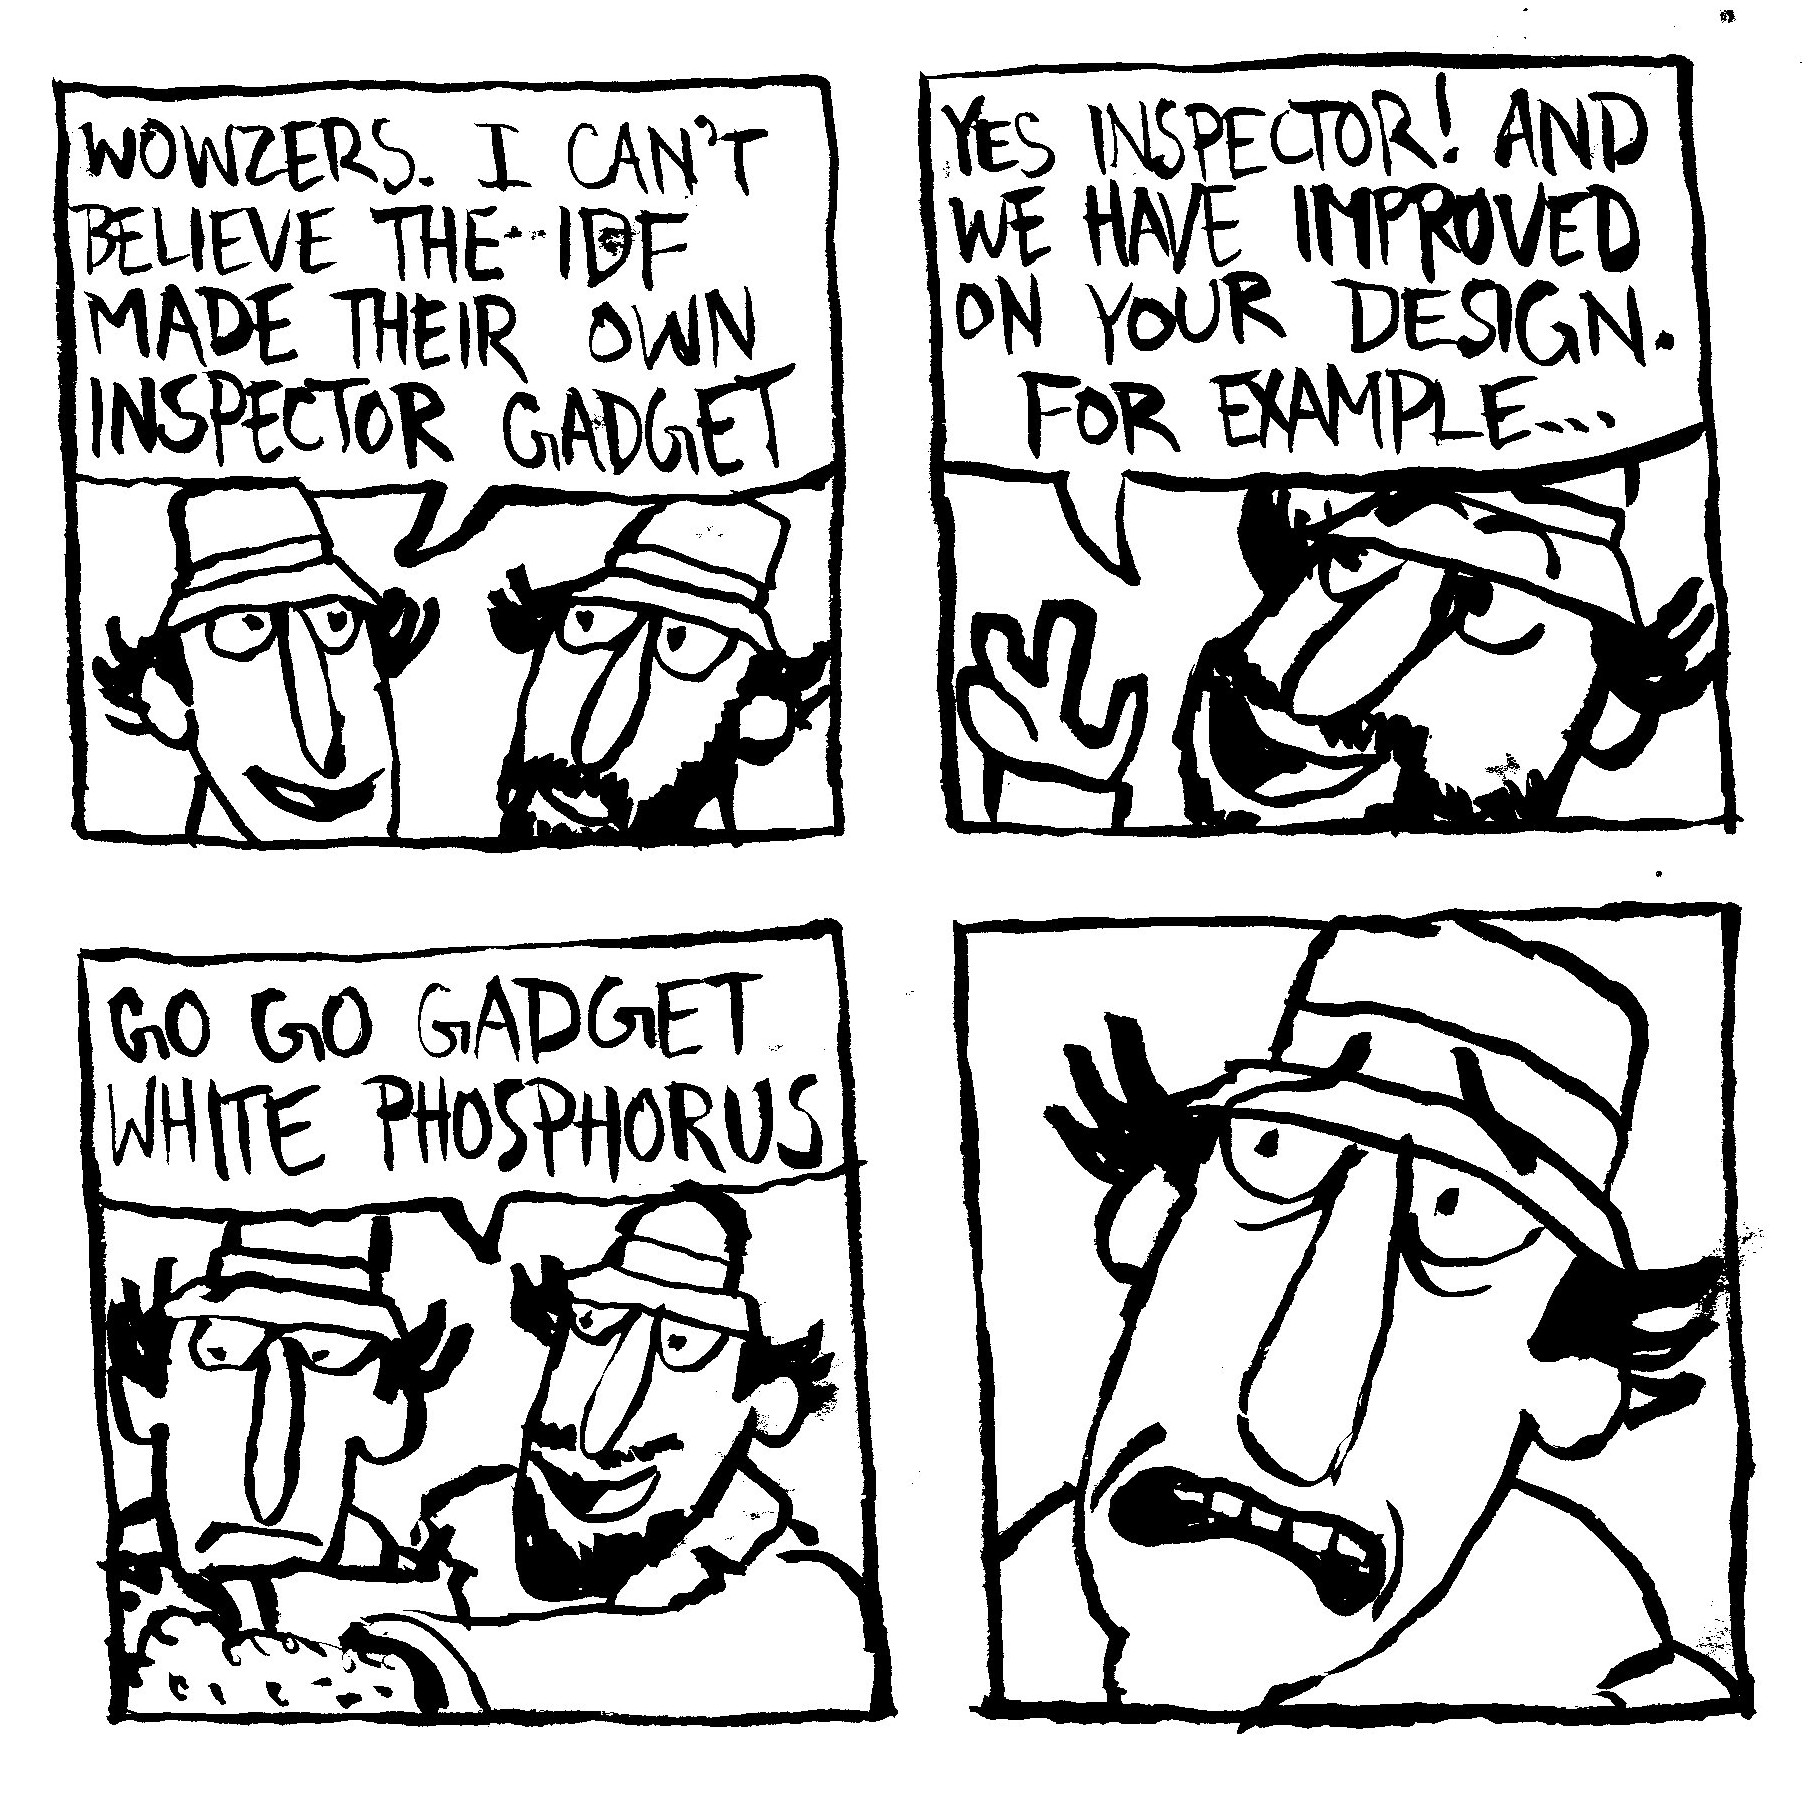 WOWZERS. I CAN'T
BELIEVE THE IDF
MADE THEIR OWN
INSPECTOR GADGET
YES INSPECTOR! AND
WE HAVE IMPROVED
ON YOUR DESIGN.
FOR EXAMPLE...
GO GO GADGET
WHITE PHOSPHORUS